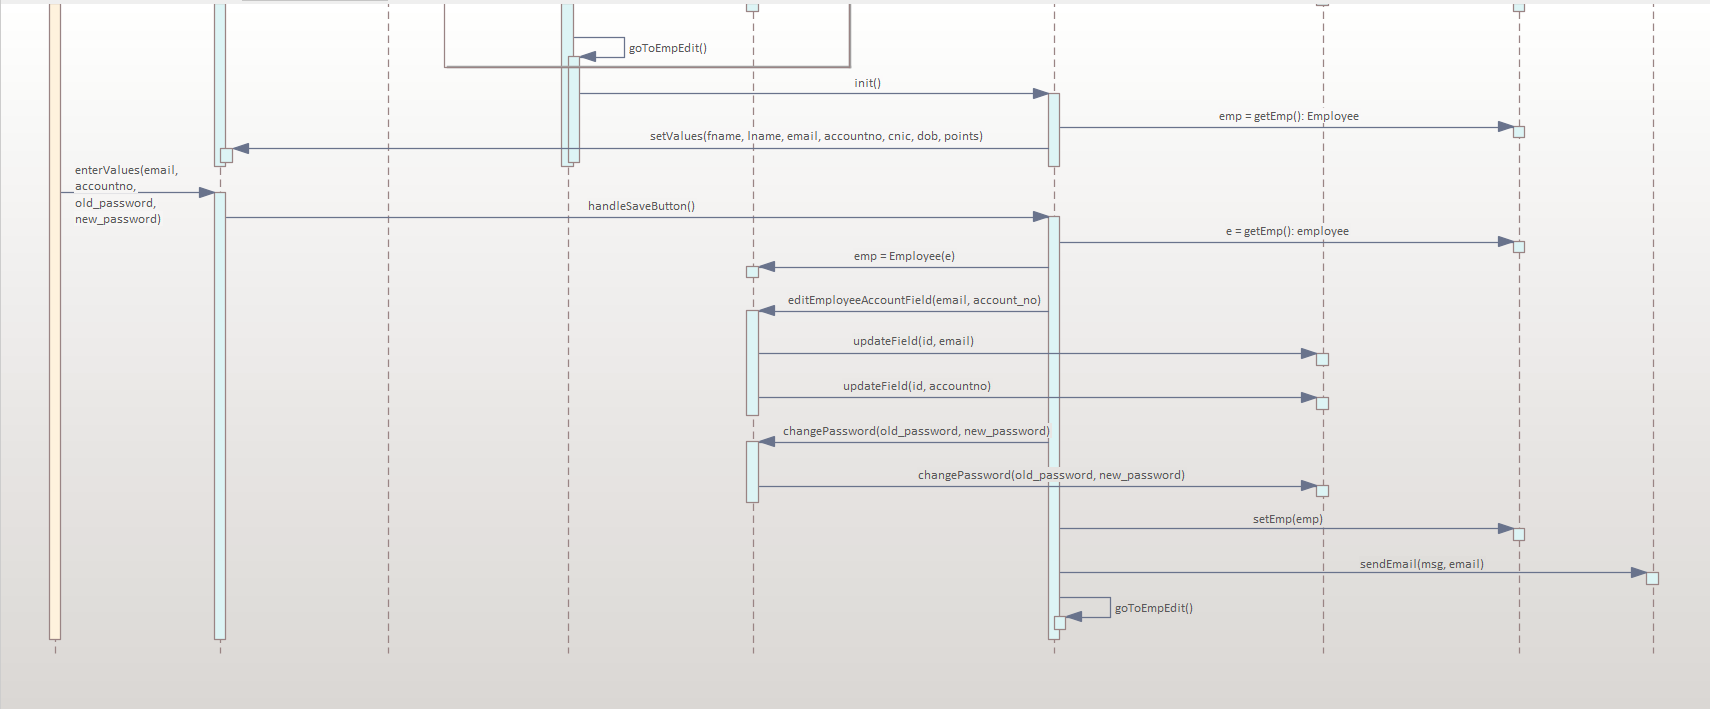 goToEmpEdit()
init()
emp = getEmp(): Employee
setValues(fname, lname, email, accountno, cnic, dob, points)
enterValues(email,
accountno,
old_password,
new_password)
handleSaveButton()
e = getEmp(): employee
emp = Employee(e)
editEmployeeAccountField(email, account_no)
updateField(id, email)
updateField(id, accountno)
changePassword(old_password, new_password)
changePassword(old_password, new_password)
setEmp(emp)
sendEmail(msg, email)
goToEmpEdit()